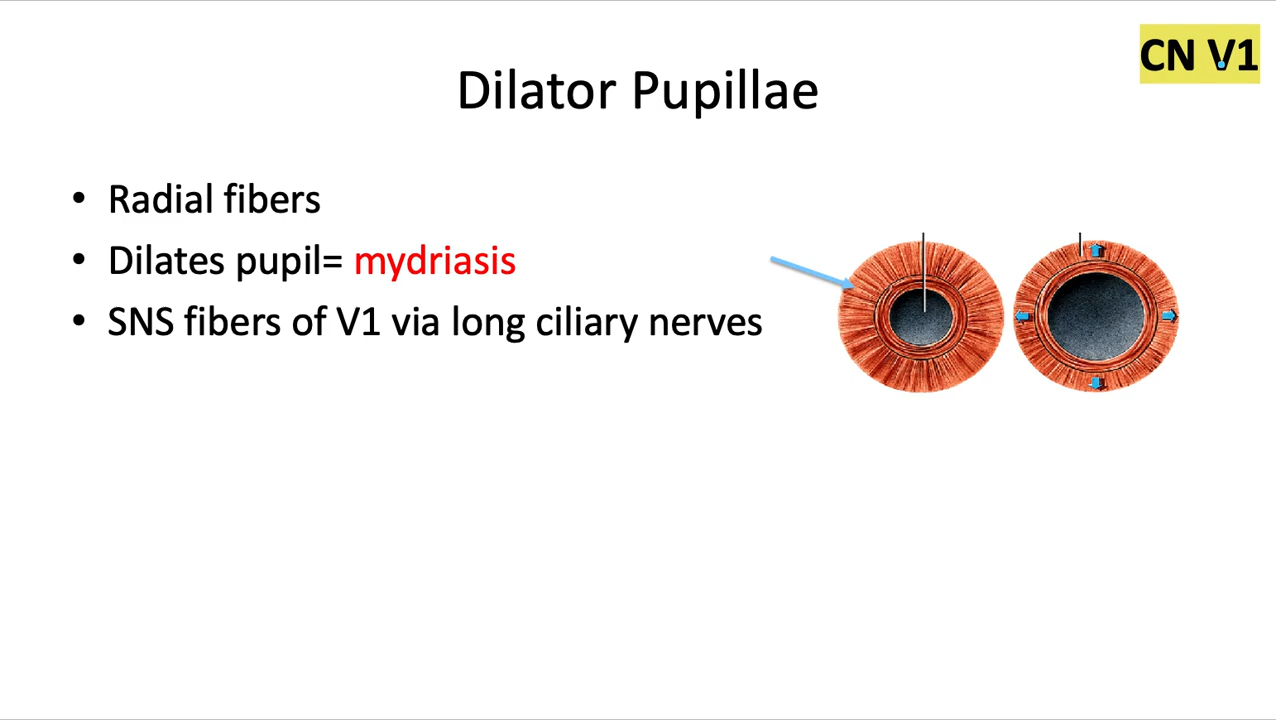 CN V1
Dilator Pupillae
• Radial fibers
• Dilates pupil= mydriasis
• SNS fibers of V1 via long ciliary nerves